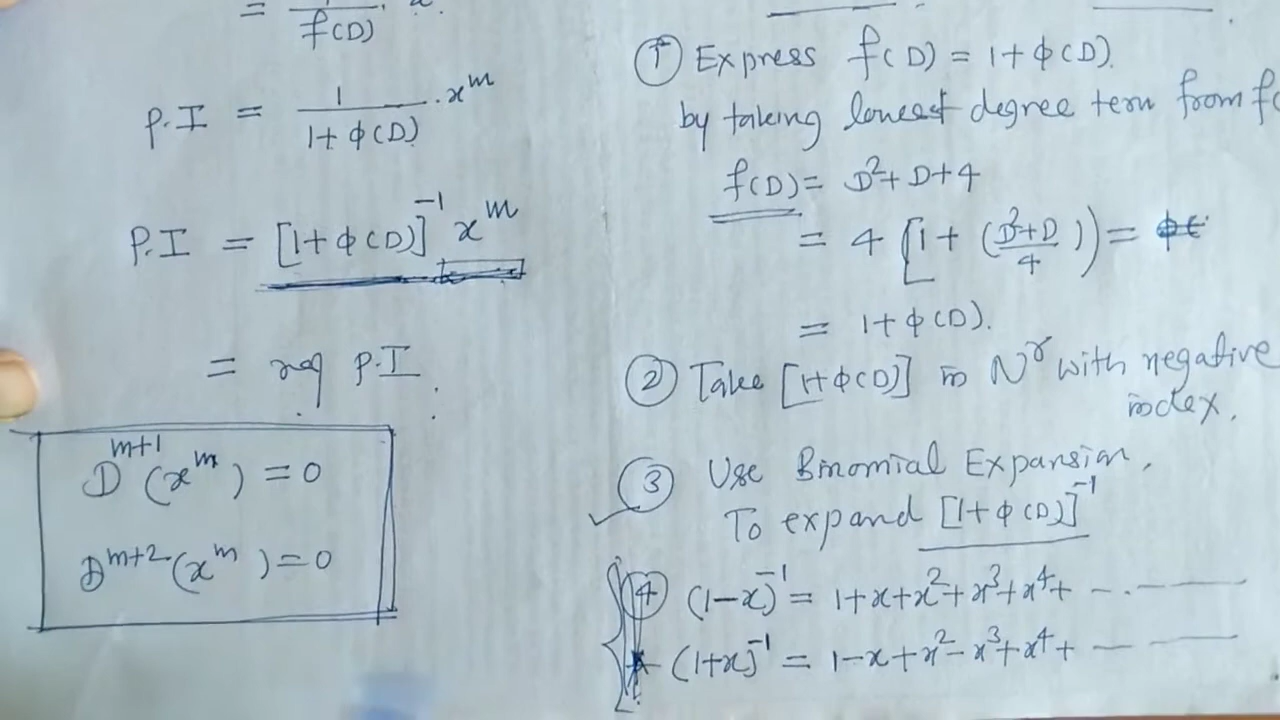 = 1/f(D) .
P.I = 1/(1+ φ(D)) . x^m
P.I = [1+ φ(D)]^-1 x^m
= req P.I.
D^m+1 (x^m) = 0
D^m+2 (x^m) = 0
① Express f(D) = 1+ φ(D).
by taking lowest degree term from f(
f(D) = D²+ D+ 4
= 4 [1+ (D²+D/4)] =
= 1+ φ(D).
② Take [1+φ(D)] in N^r with negative
index.
③ Use Binomial Expansion.
To expand [1+ φ(D)]^-1
④ (1-x)^-1 = 1+x+x²+x³+x⁴+ - - -
(1+x)^-1 = 1-x+x²-x³+x⁴+ - -